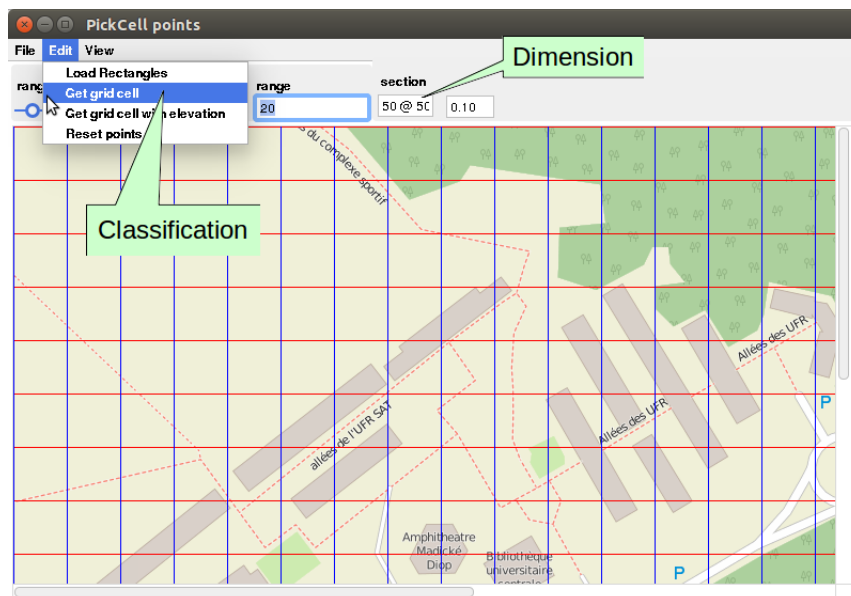 PickCell points
File Edit View
Dimension
Load Rectangles
Get grid cell
Get grid cell with elevation
Reset points
rang
range
section
20
50 @ 50
0.10
du complexe sportif
Classification
Allées des UFR
Allées des UFR
allées de l'UFR SAT
P
Amphitheatre
Madické
Diop
Bibliothèque
universitaire
centrale
P